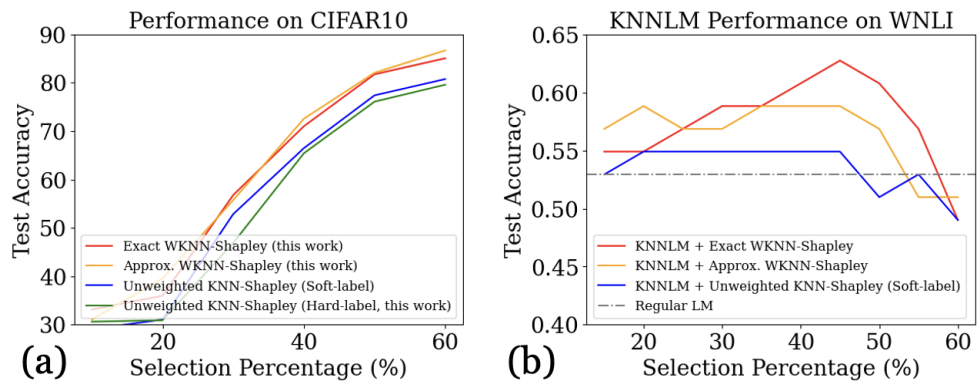 Performance on CIFAR10
90
80
70
60
50
40
30
Test Accuracy
Exact WKNN-Shapley (this work)
Approx. WKNN-Shapley (this work)
Unweighted KNN-Shapley (Soft-label)
Unweighted KNN-Shapley (Hard-label, this work)
20 40 60
Selection Percentage (%)
(a)
KNNLM Performance on WNLI
0.65
0.60
0.55
0.50
0.45
0.40
Test Accuracy
KNNLM + Exact WKNN-Shapley
KNNLM + Approx. WKNN-Shapley
KNNLM + Unweighted KNN-Shapley (Soft-label)
Regular LM
20 30 40 50 60
Selection Percentage (%)
(b)